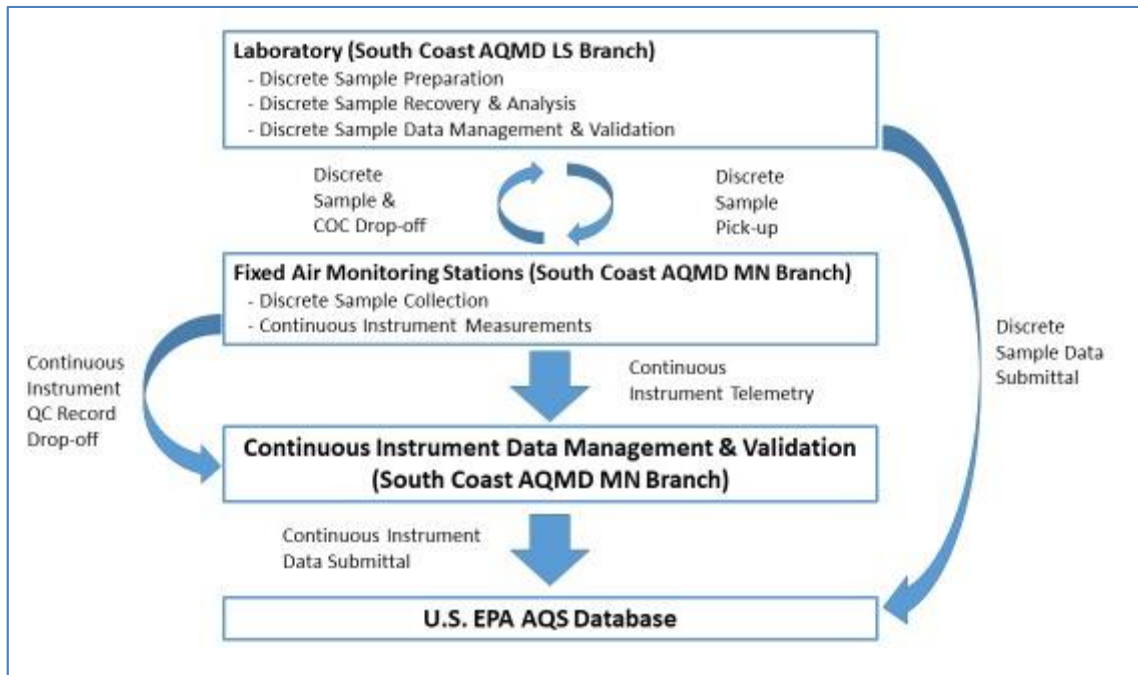 Laboratory (South Coast AQMD LS Branch)
- Discrete Sample Preparation
- Discrete Sample Recovery & Analysis
- Discrete Sample Data Management & Validation
Discrete
Sample &
COC Drop-off
Discrete
Sample
Pick-up
Fixed Air Monitoring Stations (South Coast AQMD MN Branch)
- Discrete Sample Collection
- Continuous Instrument Measurements
Continuous
Instrument
QC Record
Drop-off
Continuous
Instrument Telemetry
Discrete
Sample Data
Submittal
Continuous Instrument Data Management & Validation
(South Coast AQMD MN Branch)
Continuous Instrument
Data Submittal
U.S. EPA AQS Database